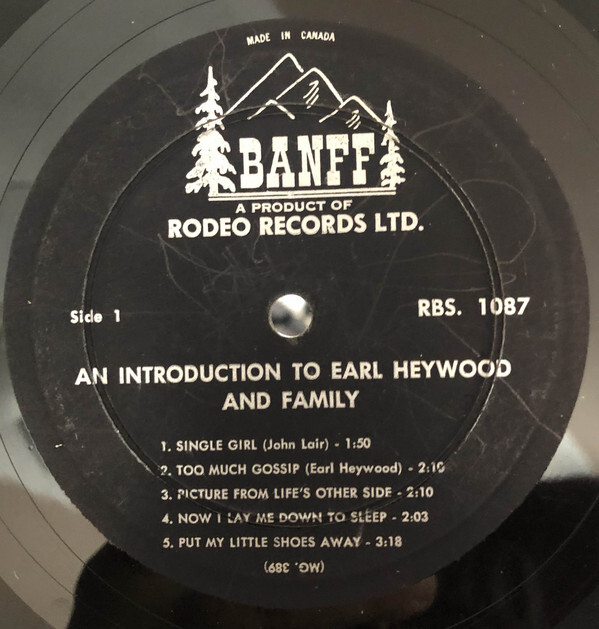 MADE IN CANADA
BANFF
A PRODUCT OF
RODEO RECORDS LTD.
Side 1
RBS. 1087
AN INTRODUCTION TO EARL HEYWOOD
AND FAMILY
1. SINGLE GIRL (John Lair) - 1:50
2. TOO MUCH GOSSIP (Earl Heywood) - 2:10
3. PICTURE FROM LIFE'S OTHER SIDE - 2:10
4. NOW I LAY ME DOWN TO SLEEP - 2:03
5. PUT MY LITTLE SHOES AWAY - 3:18
(MG. 389)